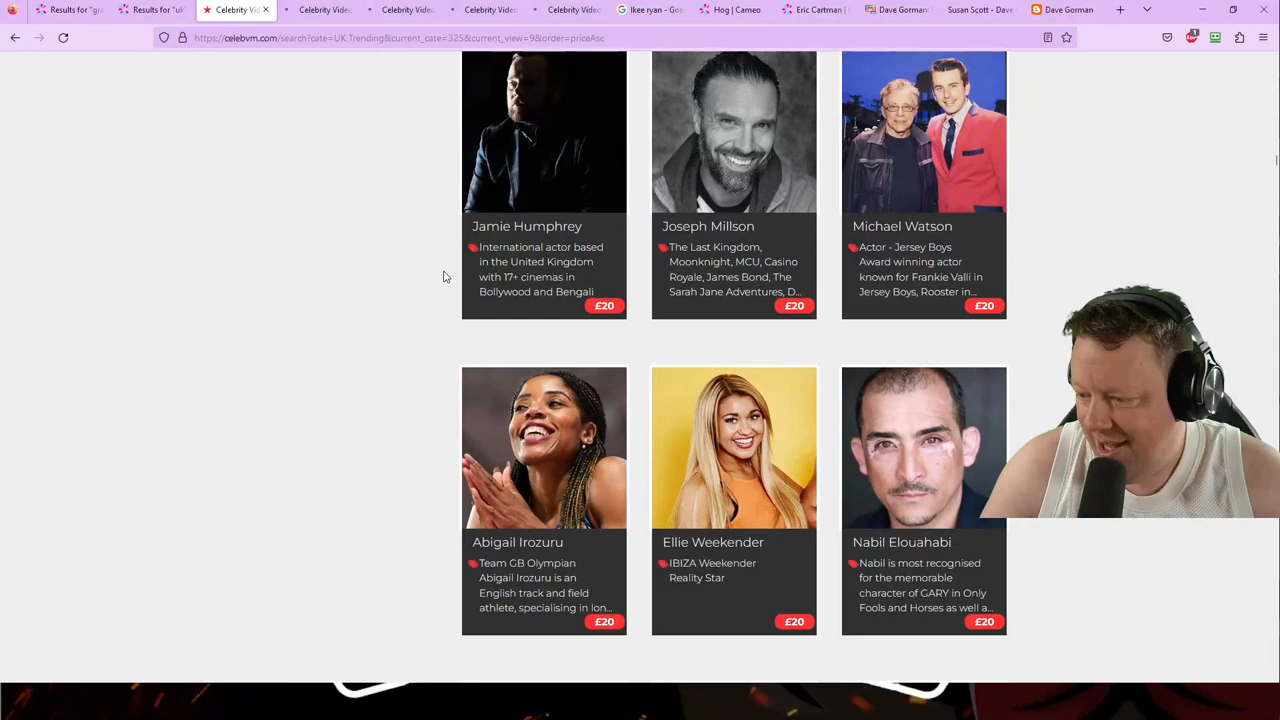 Results for "gra
Results for "uk
Celebrity Vid
Celebrity Video
Celebrity Video
Celebrity Video
Celebrity Video
Ikee ryan - Goo
Hog | Cameo
Eric Cartman |
Dave Gorman:
Susan Scott - Dave
Dave Gorman
https://celebvm.com/search?cate=UK Trending&current_cate=325&current_view=9&order=priceAsc
Jamie Humphrey
International actor based
in the United Kingdom
with 17+ cinemas in
Bollywood and Bengali
£20
Joseph Millson
The Last Kingdom,
Moonknight, MCU, Casino
Royale, James Bond, The
Sarah Jane Adventures, D...
£20
Michael Watson
Actor - Jersey Boys
Award winning actor
known for Frankie Valli in
Jersey Boys, Rooster in...
£20
Abigail Irozuru
Team GB Olympian
Abigail Irozuru is an
English track and field
athlete, specialising in lon...
£20
Ellie Weekender
IBIZA Weekender
Reality Star
£20
Nabil Elouahabi
Nabil is most recognised
for the memorable
character of GARY in Only
Fools and Horses as well a...
£20